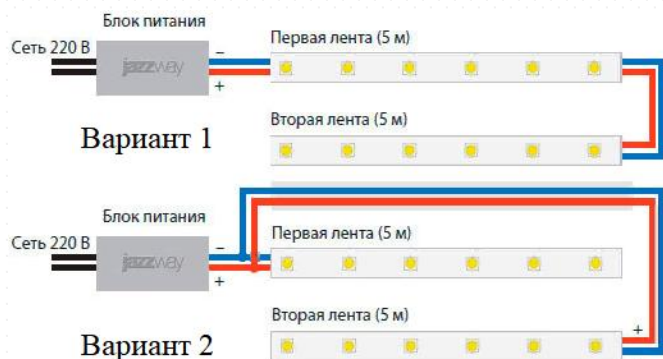 Блок питания
Сеть 220 В
jazzway
−
+
Первая лента (5 м)
Вариант 1
Вторая лента (5 м)
Блок питания
Сеть 220 В
jazzway
−
+
Первая лента (5 м)
Вариант 2
Вторая лента (5 м)
+